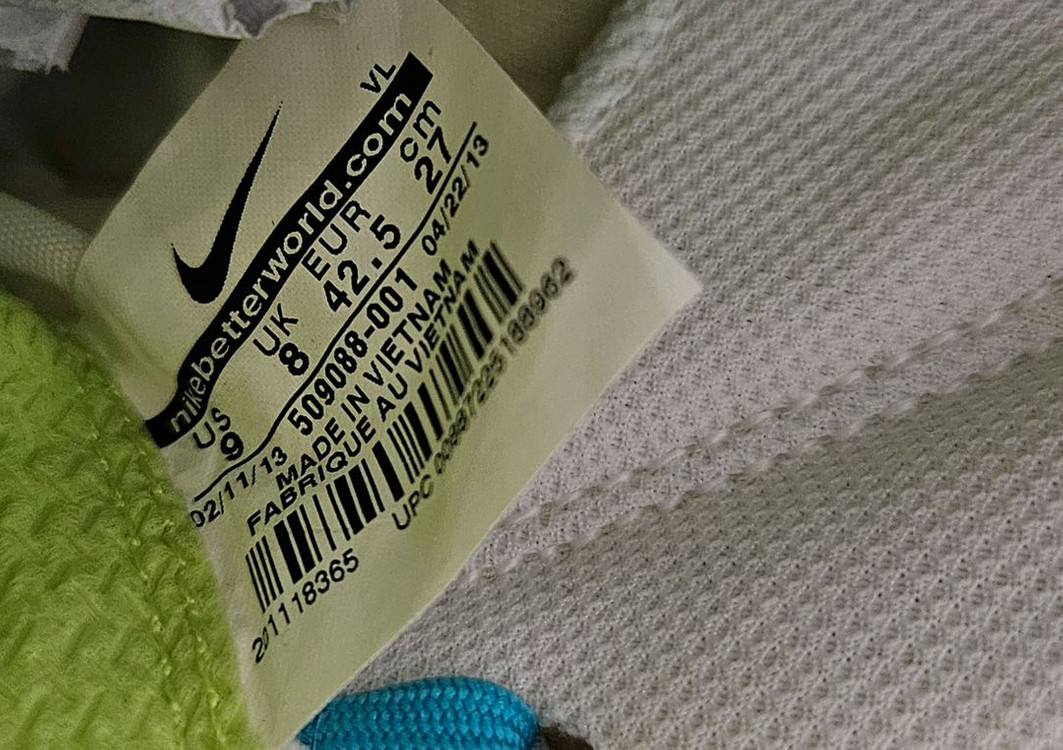 VL
nikebetterworld.com
US UK EUR cm
9 8 42.5 27
02/11/13 509088-001 04/22/13
MADE IN VIETNAM
FABRIQUE AU VIETNAM
UPC
201118365